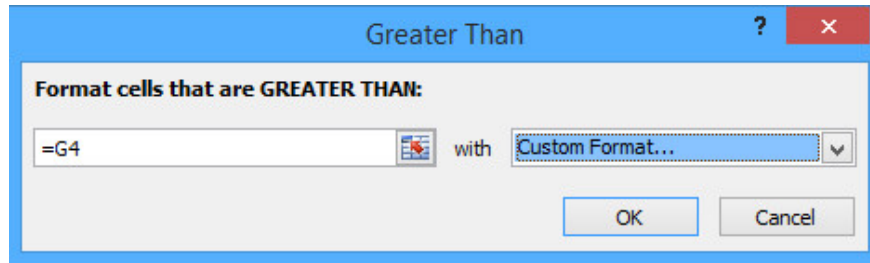 Greater Than ?
Format cells that are GREATER THAN:
=G4 with Custom Format...
OK Cancel